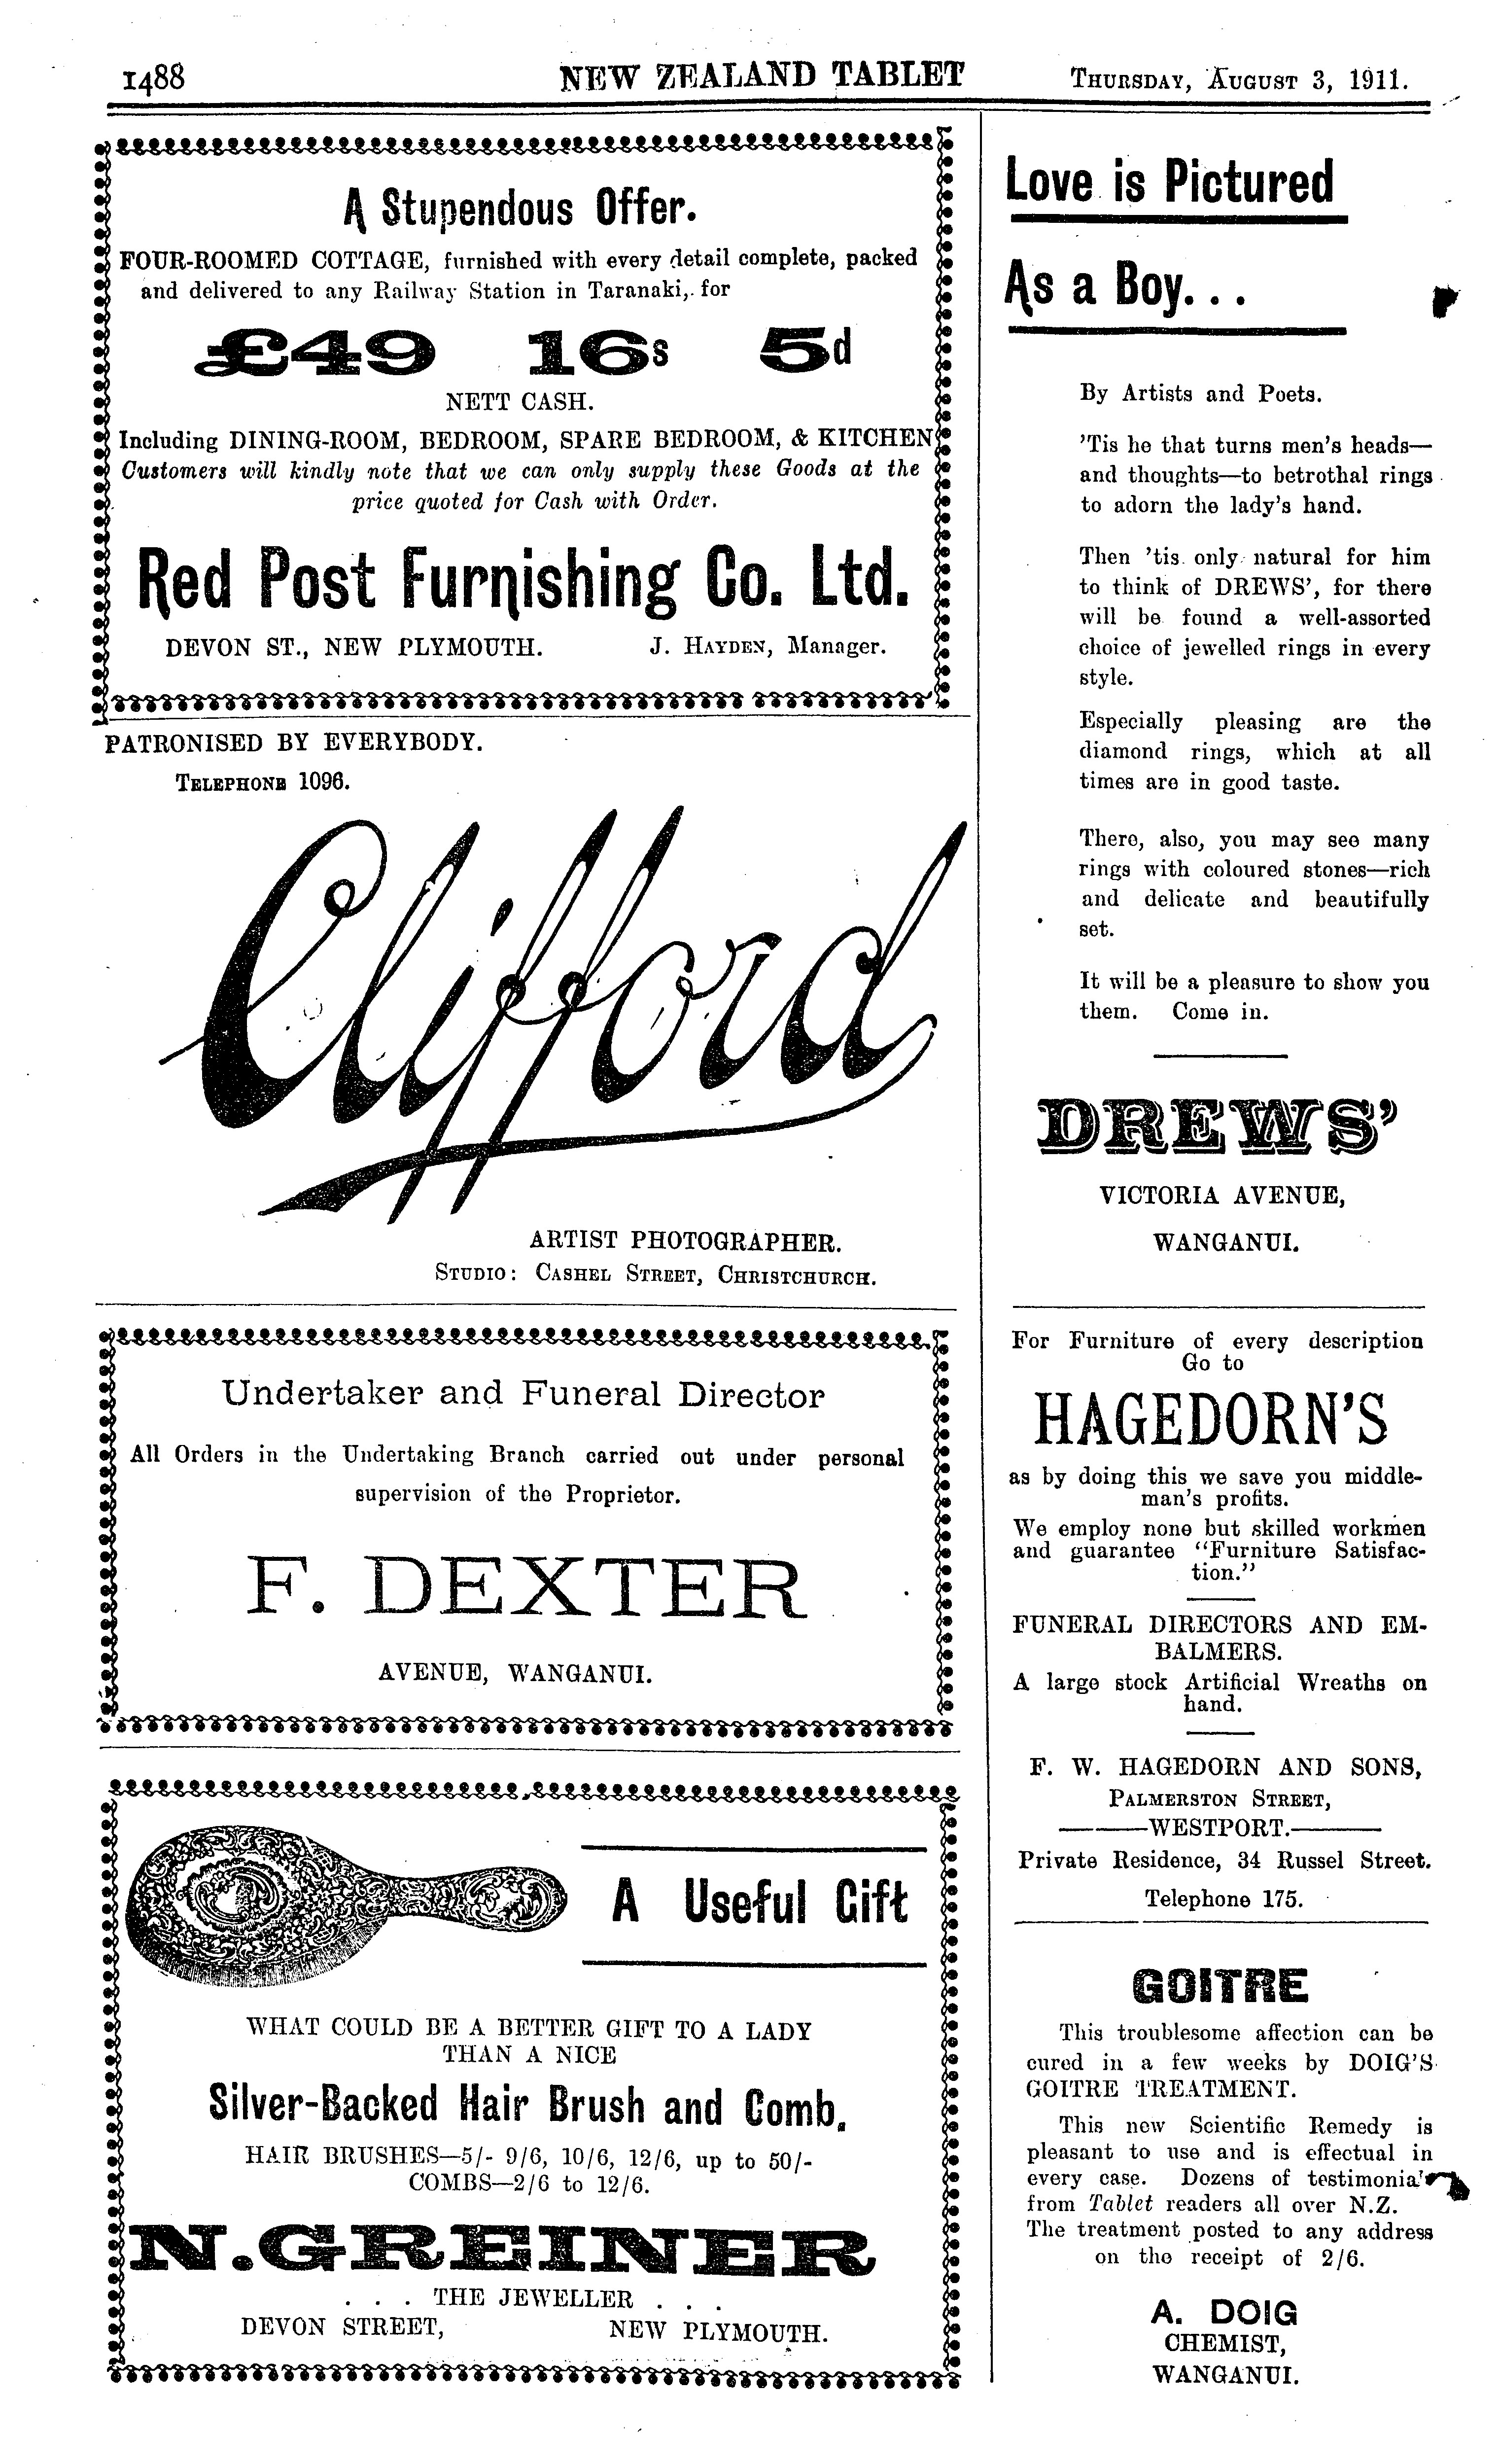 1488
NEW ZEALAND TABLET
THURSDAY, AUGUST 3, 1911.
A Stupendous Offer.
FOUR-ROOMED COTTAGE, furnished with every detail complete, packed
and delivered to any Railway Station in Taranaki, for
£49 16s 5d
NETT CASH.
Including DINING-ROOM, BEDROOM, SPARE BEDROOM, & KITCHEN
Customers will kindly note that we can only supply these Goods at the
price quoted for Cash with Order.
Red Post Furnishing Co. Ltd.
DEVON ST., NEW PLYMOUTH. J. HAYDEN, Manager.
PATRONISED BY EVERYBODY.
TELEPHONE 1096.
Clifford
ARTIST PHOTOGRAPHER.
STUDIO: CASHEL STREET, CHRISTCHURCH.
Undertaker and Funeral Director
All Orders in the Undertaking Branch carried out under personal
supervision of the Proprietor.
F. DEXTER
AVENUE, WANGANUI.
A Useful Gift
WHAT COULD BE A BETTER GIFT TO A LADY
THAN A NICE
Silver-Backed Hair Brush and Comb.
HAIR BRUSHES—5/- 9/6, 10/6, 12/6, up to 50/-
COMBS—2/6 to 12/6.
N. GREINER
. . . THE JEWELLER . . .
DEVON STREET, NEW PLYMOUTH.
Love is Pictured
As a Boy...
By Artists and Poets.
'Tis he that turns men's heads—
and thoughts—to betrothal rings
to adorn the lady's hand.
Then 'tis only natural for him
to think of DREWS', for there
will be found a well-assorted
choice of jewelled rings in every
style.
Especially pleasing are the
diamond rings, which at all
times are in good taste.
There, also, you may see many
rings with coloured stones—rich
and delicate and beautifully
set.
It will be a pleasure to show you
them. Come in.
DREWS'
VICTORIA AVENUE,
WANGANUI.
For Furniture of every description
Go to
HAGEDORN'S
as by doing this we save you middle-
man's profits.
We employ none but skilled workmen
and guarantee "Furniture Satisfac-
tion."
FUNERAL DIRECTORS AND EM-
BALMERS.
A large stock Artificial Wreaths on
hand.
F. W. HAGEDORN AND SONS,
PALMERSTON STREET,
———WESTPORT.———
Private Residence, 34 Russel Street.
Telephone 175.
GOITRE
This troublesome affection can be
cured in a few weeks by DOIG'S
GOITRE TREATMENT.
This new Scientific Remedy is
pleasant to use and is effectual in
every case. Dozens of testimonials
from Tablet readers all over N.Z.
The treatment posted to any address
on the receipt of 2/6.
A. DOIG
CHEMIST,
WANGANUI.